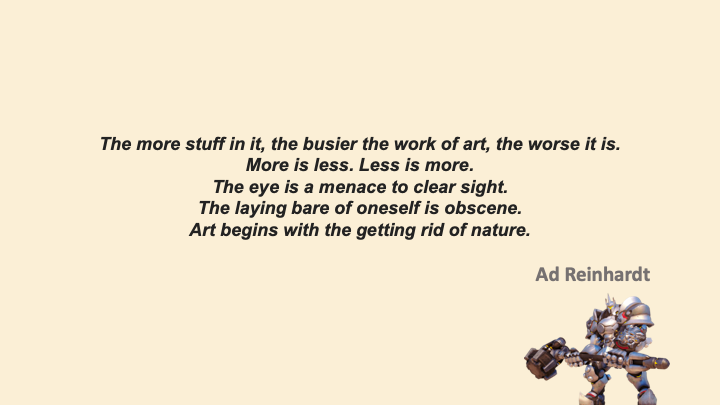 The more stuff in it, the busier the work of art, the worse it is.
More is less. Less is more.
The eye is a menace to clear sight.
The laying bare of oneself is obscene.
Art begins with the getting rid of nature.
Ad Reinhardt